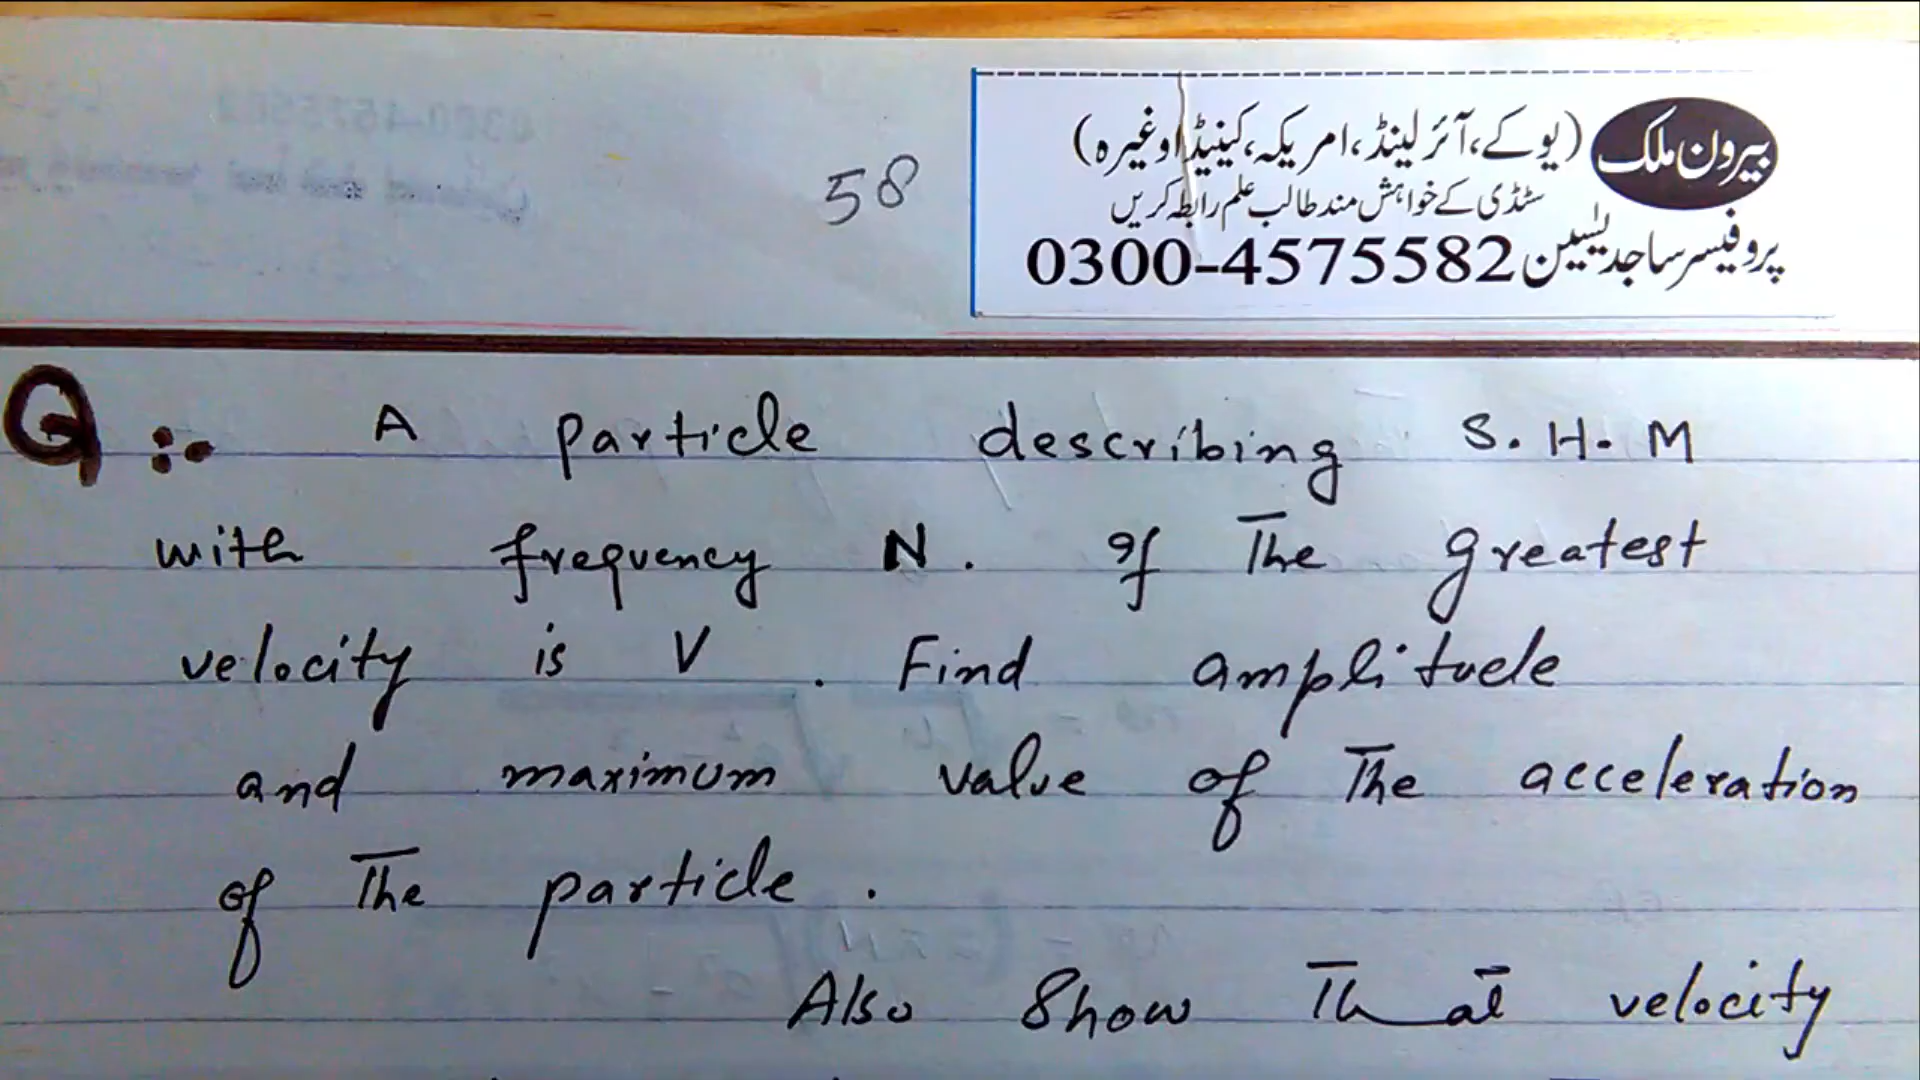 بیرون ملک (یوکے، آئرلینڈ، امریکہ، کینیڈا وغیرہ)
سٹڈی کے خواہش مند طالب علم رابطہ کریں
پروفیسر ساجد یٰسین 0300-4575582
58
Q:- A particle describing S.H.M
with frequency N. If The greatest
velocity is V. Find amplitude
and maximum value of The acceleration
of The particle.
Also Show That velocity